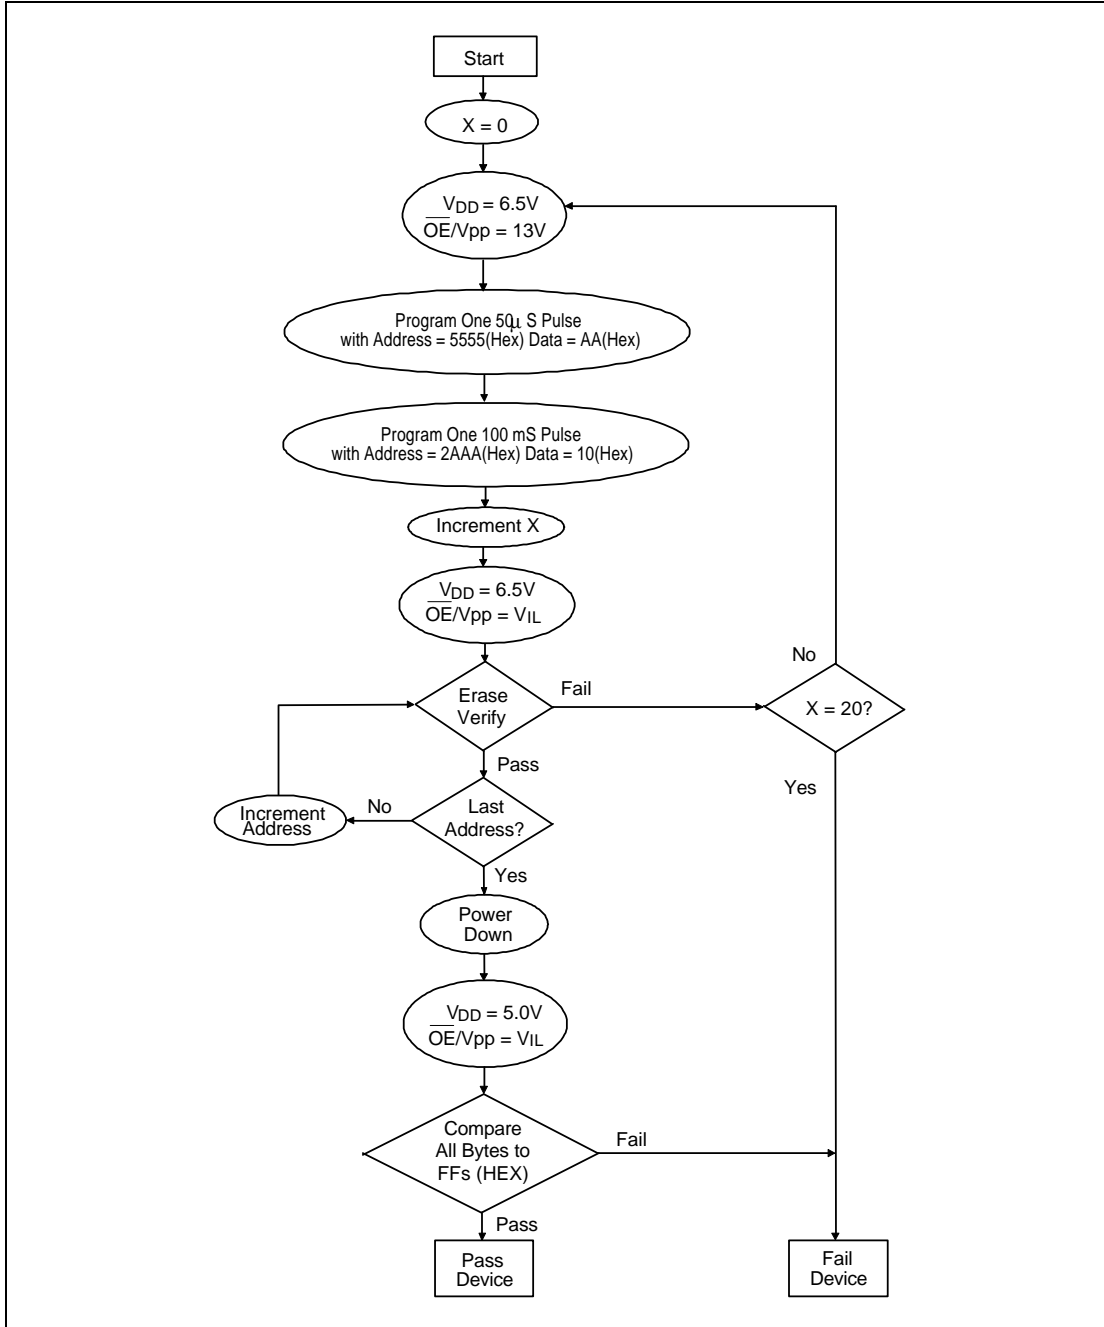 Start
X = 0
VDD = 6.5V
OE/Vpp = 13V
Program One 50μ S Pulse
with Address = 5555(Hex) Data = AA(Hex)
Program One 100 mS Pulse
with Address = 2AAA(Hex) Data = 10(Hex)
Increment X
VDD = 6.5V
OE/Vpp = VIL
Erase
Verify
Fail
No
X = 20?
Yes
Pass
Last
Address?
No
Increment
Address
Yes
Power
Down
VDD = 5.0V
OE/Vpp = VIL
Compare
All Bytes to
FFs (HEX)
Fail
Pass
Pass
Device
Fail
Device